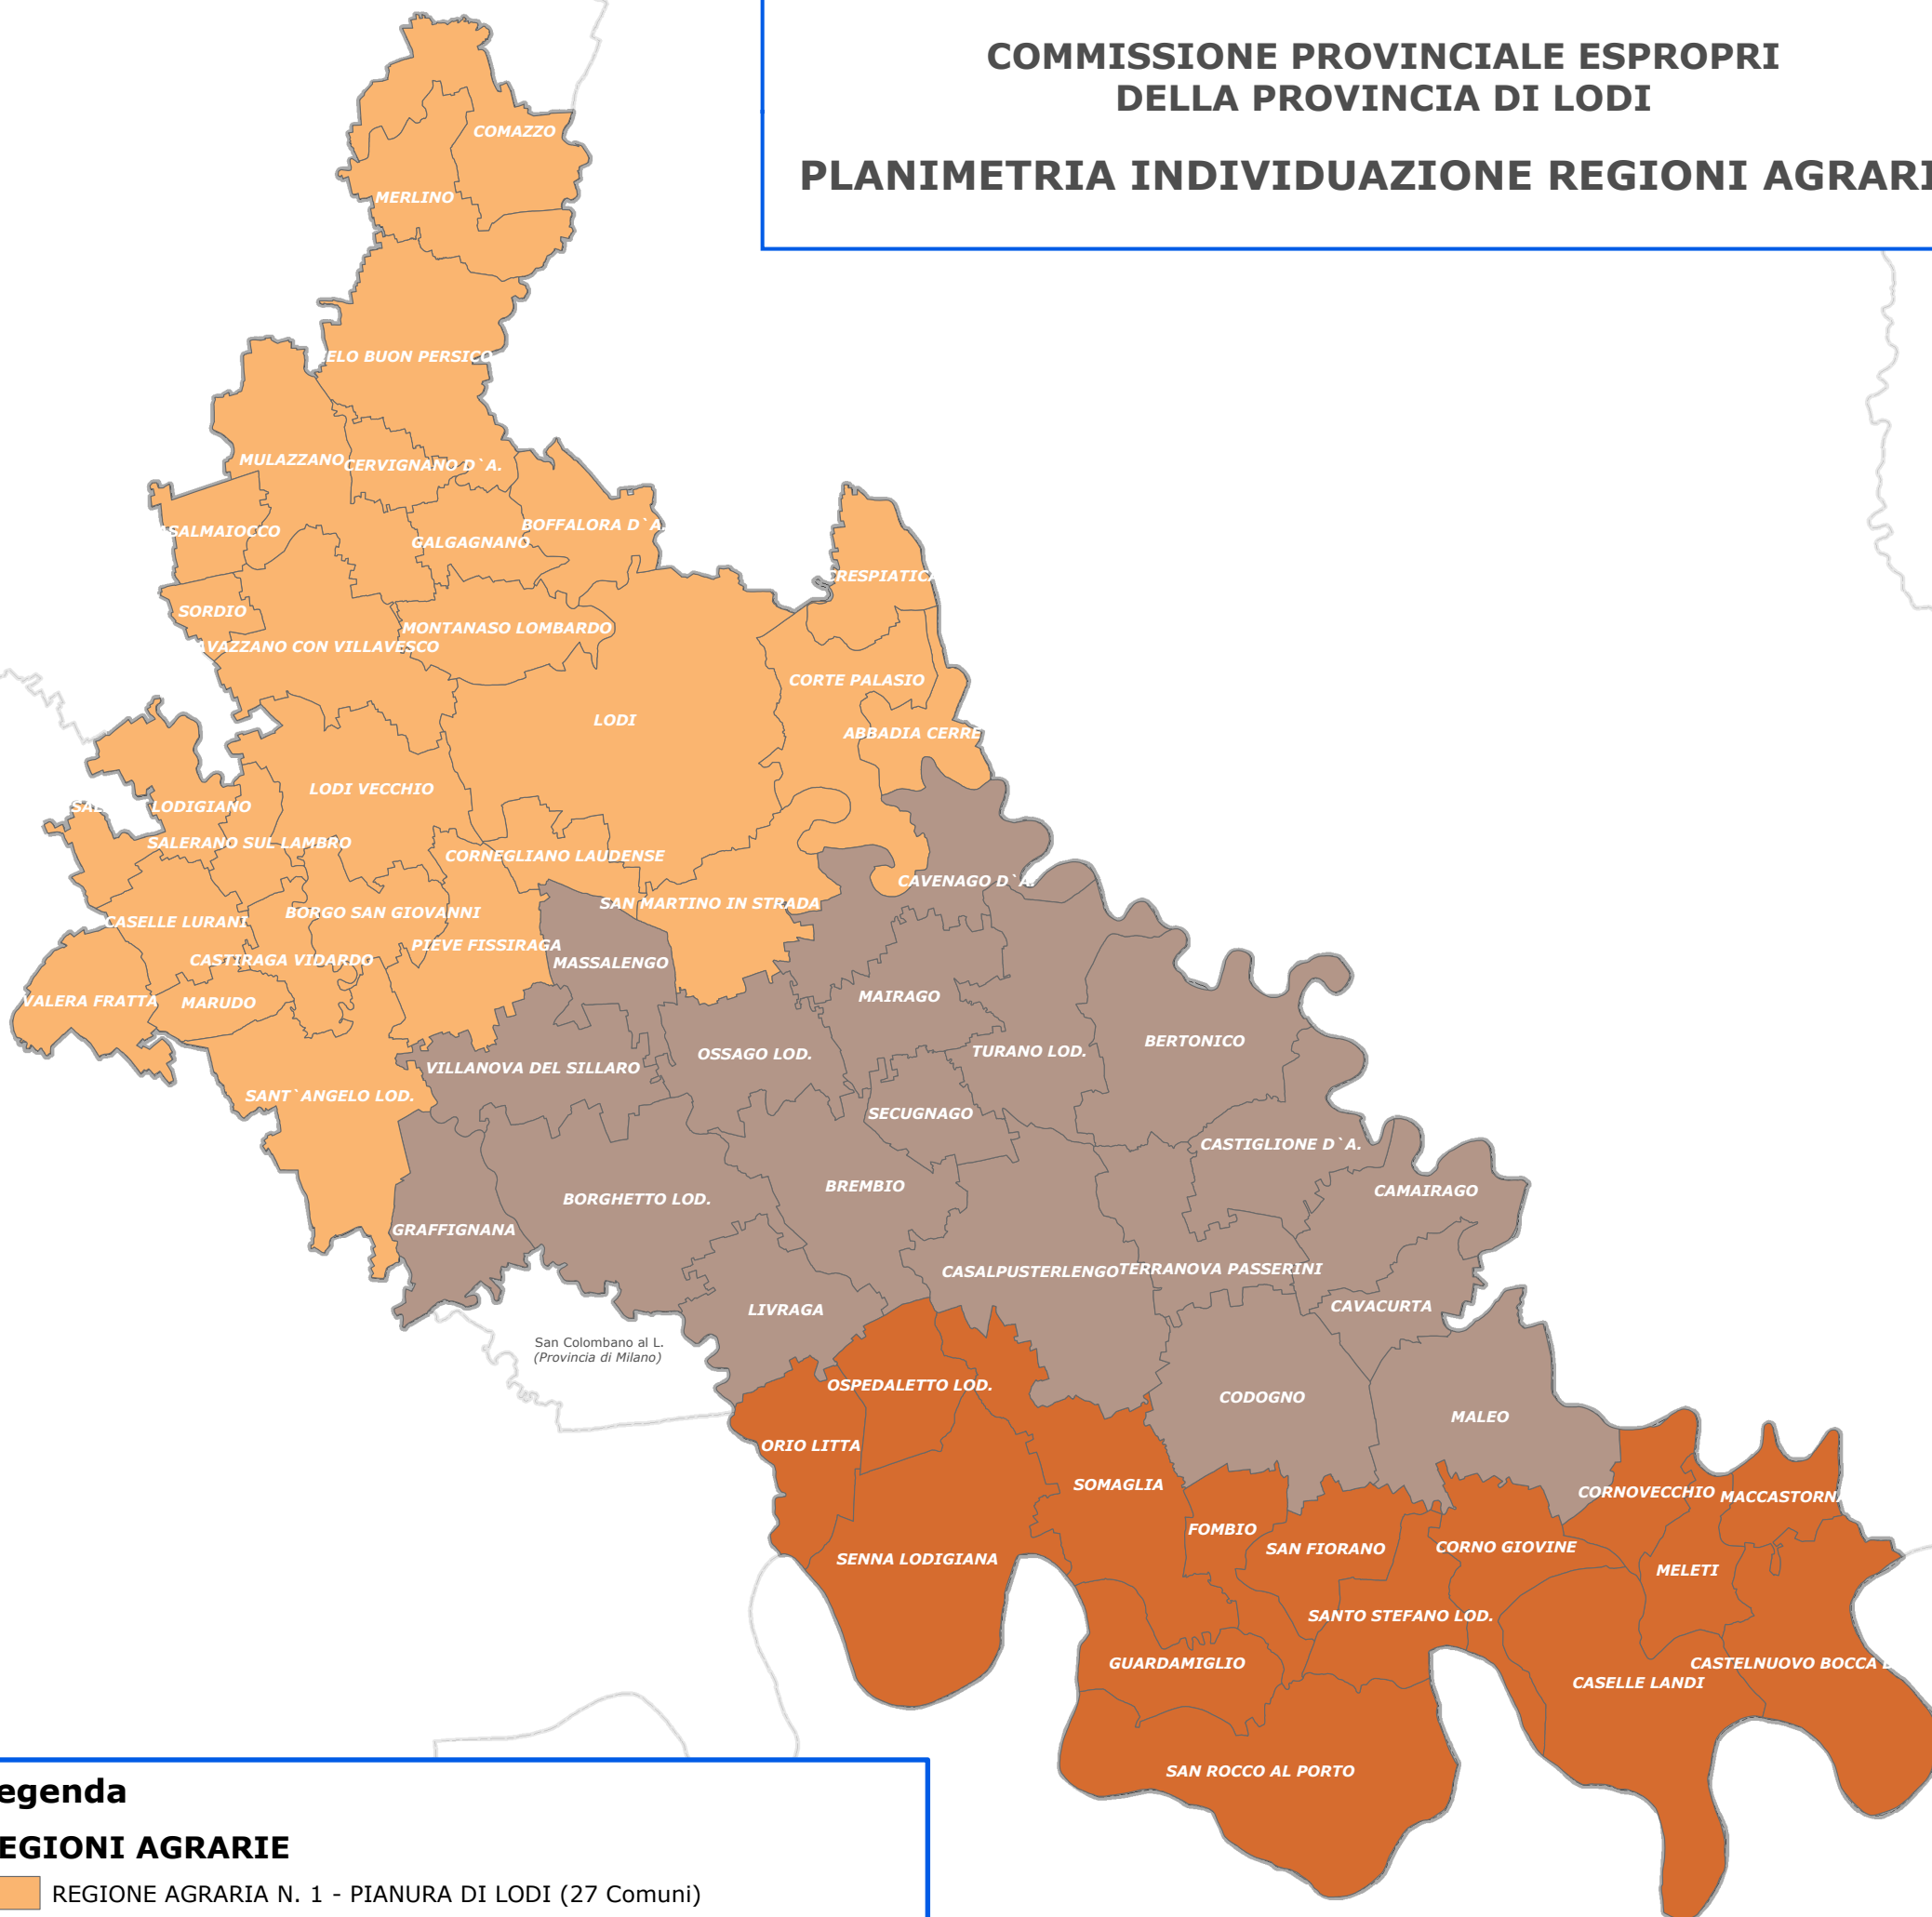 COMMISSIONE PROVINCIALE ESPROPRI
DELLA PROVINCIA DI LODI
PLANIMETRIA INDIVIDUAZIONE REGIONI AGRARI
COMAZZO
MERLINO
ELO BUON PERSICO
MULAZZANO
CERVIGNANO D`A.
SALMAIOCCO
GALGAGNANO
BOFFALORA D`A.
CRESPIATICA
SORDIO
MONTANASO LOMBARDO
AVAZZANO CON VILLAVESCO
CORTE PALASIO
LODI
ABBADIA CERRE
LODI VECCHIO
SAL
LODIGIANO
SALERANO SUL LAMBRO
CORNEGLIANO LAUDENSE
CAVENAGO D`A.
SAN MARTINO IN STRADA
BORGO SAN GIOVANNI
CASELLE LURANI
PIEVE FISSIRAGA
CASTIRAGA VIDARDO
MASSALENGO
MAIRAGO
VALERA FRATTA
MARUDO
BERTONICO
TURANO LOD.
OSSAGO LOD.
VILLANOVA DEL SILLARO
SANT`ANGELO LOD.
SECUGNAGO
CASTIGLIONE D`A.
BREMBIO
CAMAIRAGO
BORGHETTO LOD.
GRAFFIGNANA
CASALPUSTERLENGO
TERRANOVA PASSERINI
CAVACURTA
LIVRAGA
San Colombano al L.
(Provincia di Milano)
OSPEDALETTO LOD.
CODOGNO
MALEO
ORIO LITTA
SOMAGLIA
CORNOVECCHIO
MACCASTORNA
FOMBIO
SAN FIORANO
CORNO GIOVINE
SENNA LODIGIANA
MELETI
SANTO STEFANO LOD.
GUARDAMIGLIO
CASTELNUOVO BOCCA
CASELLE LANDI
SAN ROCCO AL PORTO
egenda
EGIONI AGRARIE
REGIONE AGRARIA N. 1 - PIANURA DI LODI (27 Comuni)